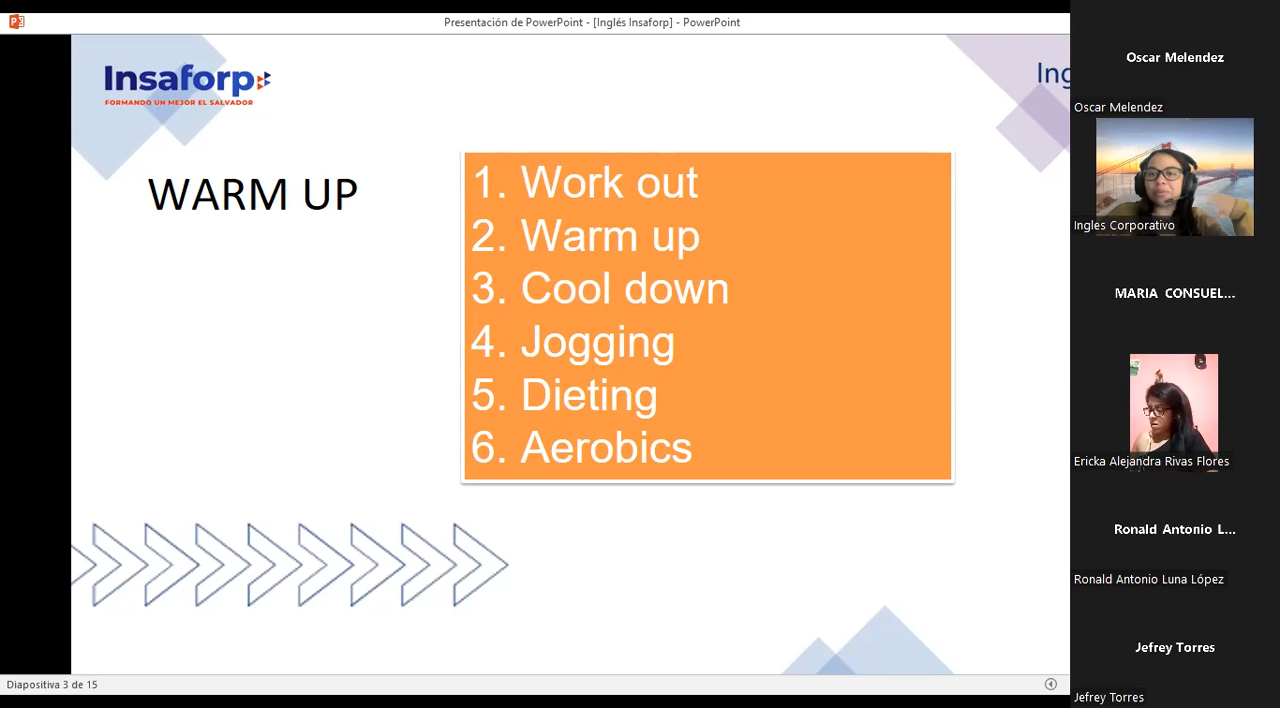 Presentación de PowerPoint - [Inglés Insaforp] - PowerPoint
Insaforp
FORMANDO UN MEJOR EL SALVADOR
Ing
WARM UP
1. Work out
2. Warm up
3. Cool down
4. Jogging
5. Dieting
6. Aerobics
Diapositiva 3 de 15
Oscar Melendez
Oscar Melendez
Ingles Corporativo
MARIA CONSUEL...
Ericka Alejandra Rivas Flores
Ronald Antonio L...
Ronald Antonio Luna López
Jefrey Torres
Jefrey Torres